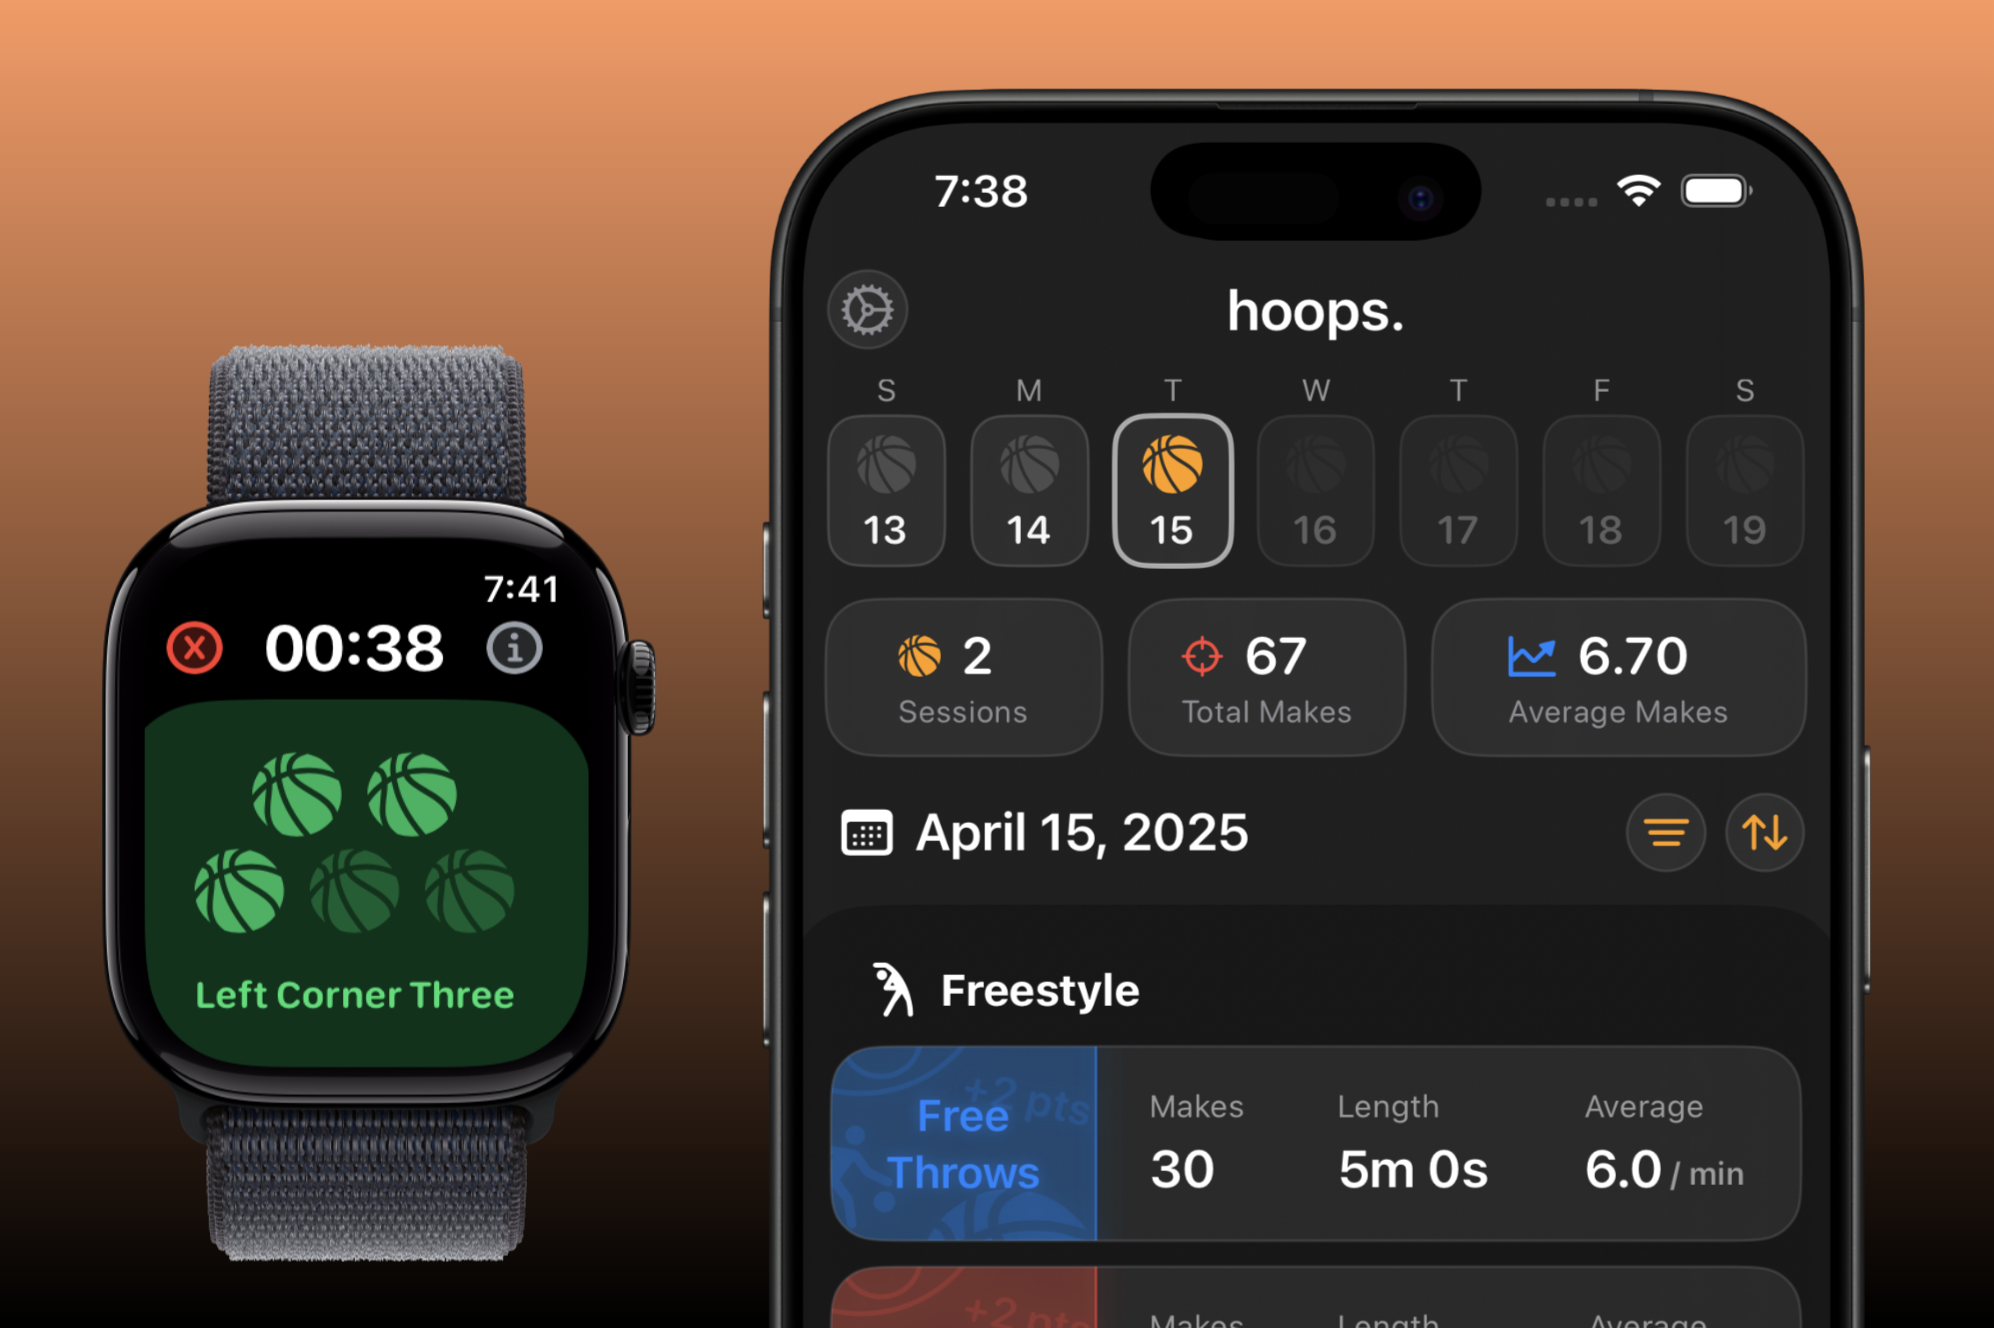 7:41
00:38
Left Corner Three
7:38
hoops.
S M T W T F S
13 14 15 16 17 18 19
2 67 6.70
Sessions Total Makes Average Makes
April 15, 2025
Freestyle
+2 pts
Free Throws
Makes Length Average
30 5m 0s 6.0 / min
+2 pts
Makes Length Average